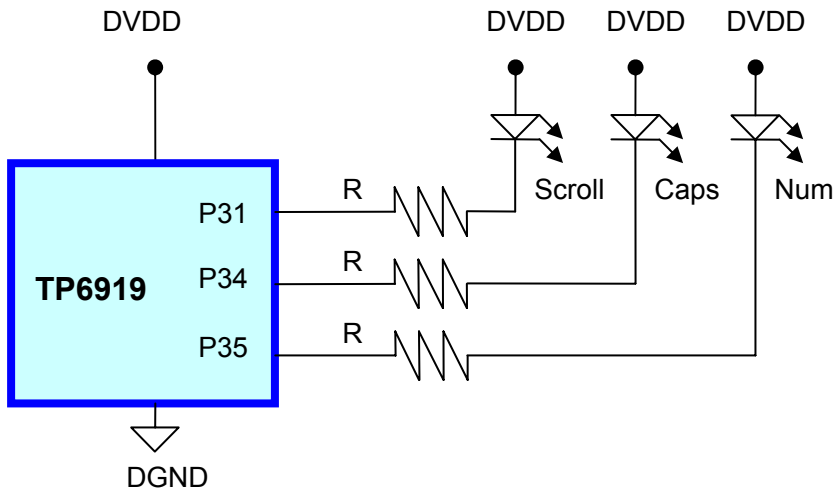 DVDD
DVDD DVDD DVDD
Scroll Caps Num
P31 R
TP6919
P34 R
P35 R
DGND